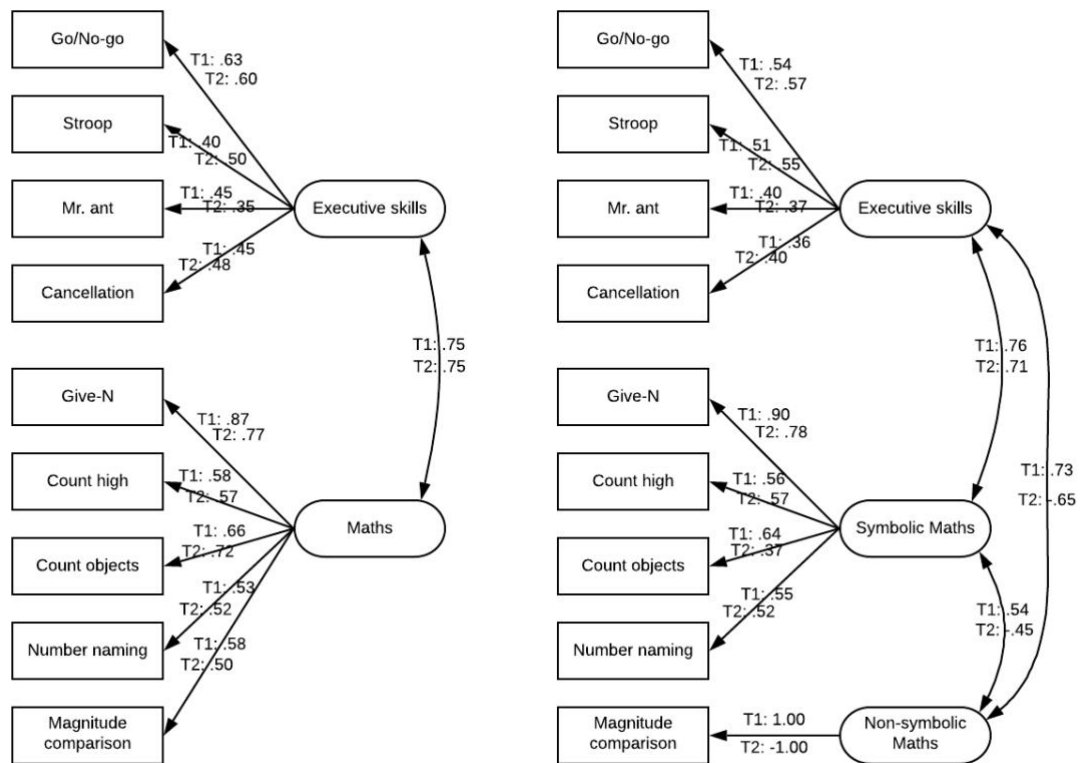 Go/No-go
T1: .63
T2: .60
Stroop
T1: .40
T2: .50
Mr. ant
T1: .45
T2: .35
Executive skills
Cancellation
T1: .45
T2: .48
T1: .75
T2: .75
Give-N
T1: .87
T2: .77
Count high
T1: .58
T2: .57
Maths
Count objects
T1: .66
T2: .72
Number naming
T1: .53
T2: .52
Magnitude
comparison
T1: .58
T2: .50
Go/No-go
T1: .54
T2: .57
Stroop
T1: .51
T2: .55
Mr. ant
T1: .40
T2: .37
Executive skills
Cancellation
T1: .36
T2: .40
T1: .76
T2: .71
T1: .73
T2: -.65
Give-N
T1: .90
T2: .78
Count high
T1: .56
T2: .57
Symbolic Maths
Count objects
T1: .64
T2: .37
Number naming
T1: .55
T2: .52
T1: .54
T2: -.45
Magnitude
comparison
T1: 1.00
T2: -1.00
Non-symbolic
Maths